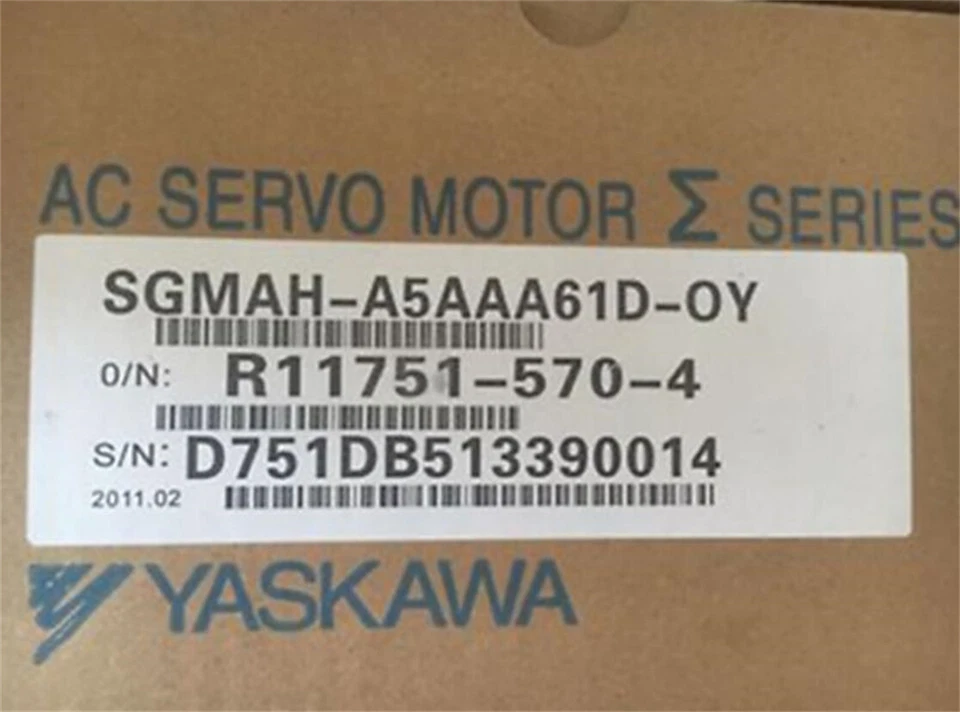 AC SERVO MOTOR Σ SERIES
SGMAH-A5AAA61D-OY
O/N: R11751-570-4
S/N: D751DB513390014
2011.02
YASKAWA